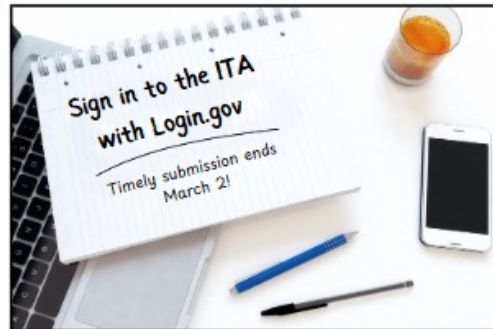 Sign in to the ITA
with Login.gov
Timely submission ends
March 2!